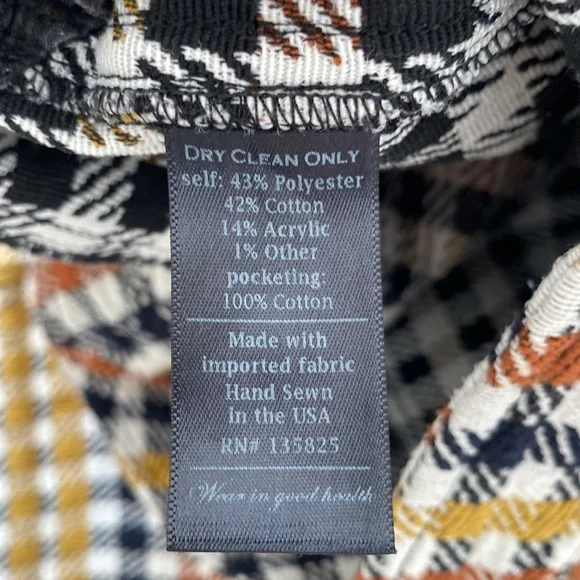 DRY CLEAN ONLY
self: 43% Polyester
42% Cotton
14% Acrylic
1% Other
pocketing:
100% Cotton
Made with
imported fabric
Hand Sewn
in the USA
RN# 135825
Wear in good health